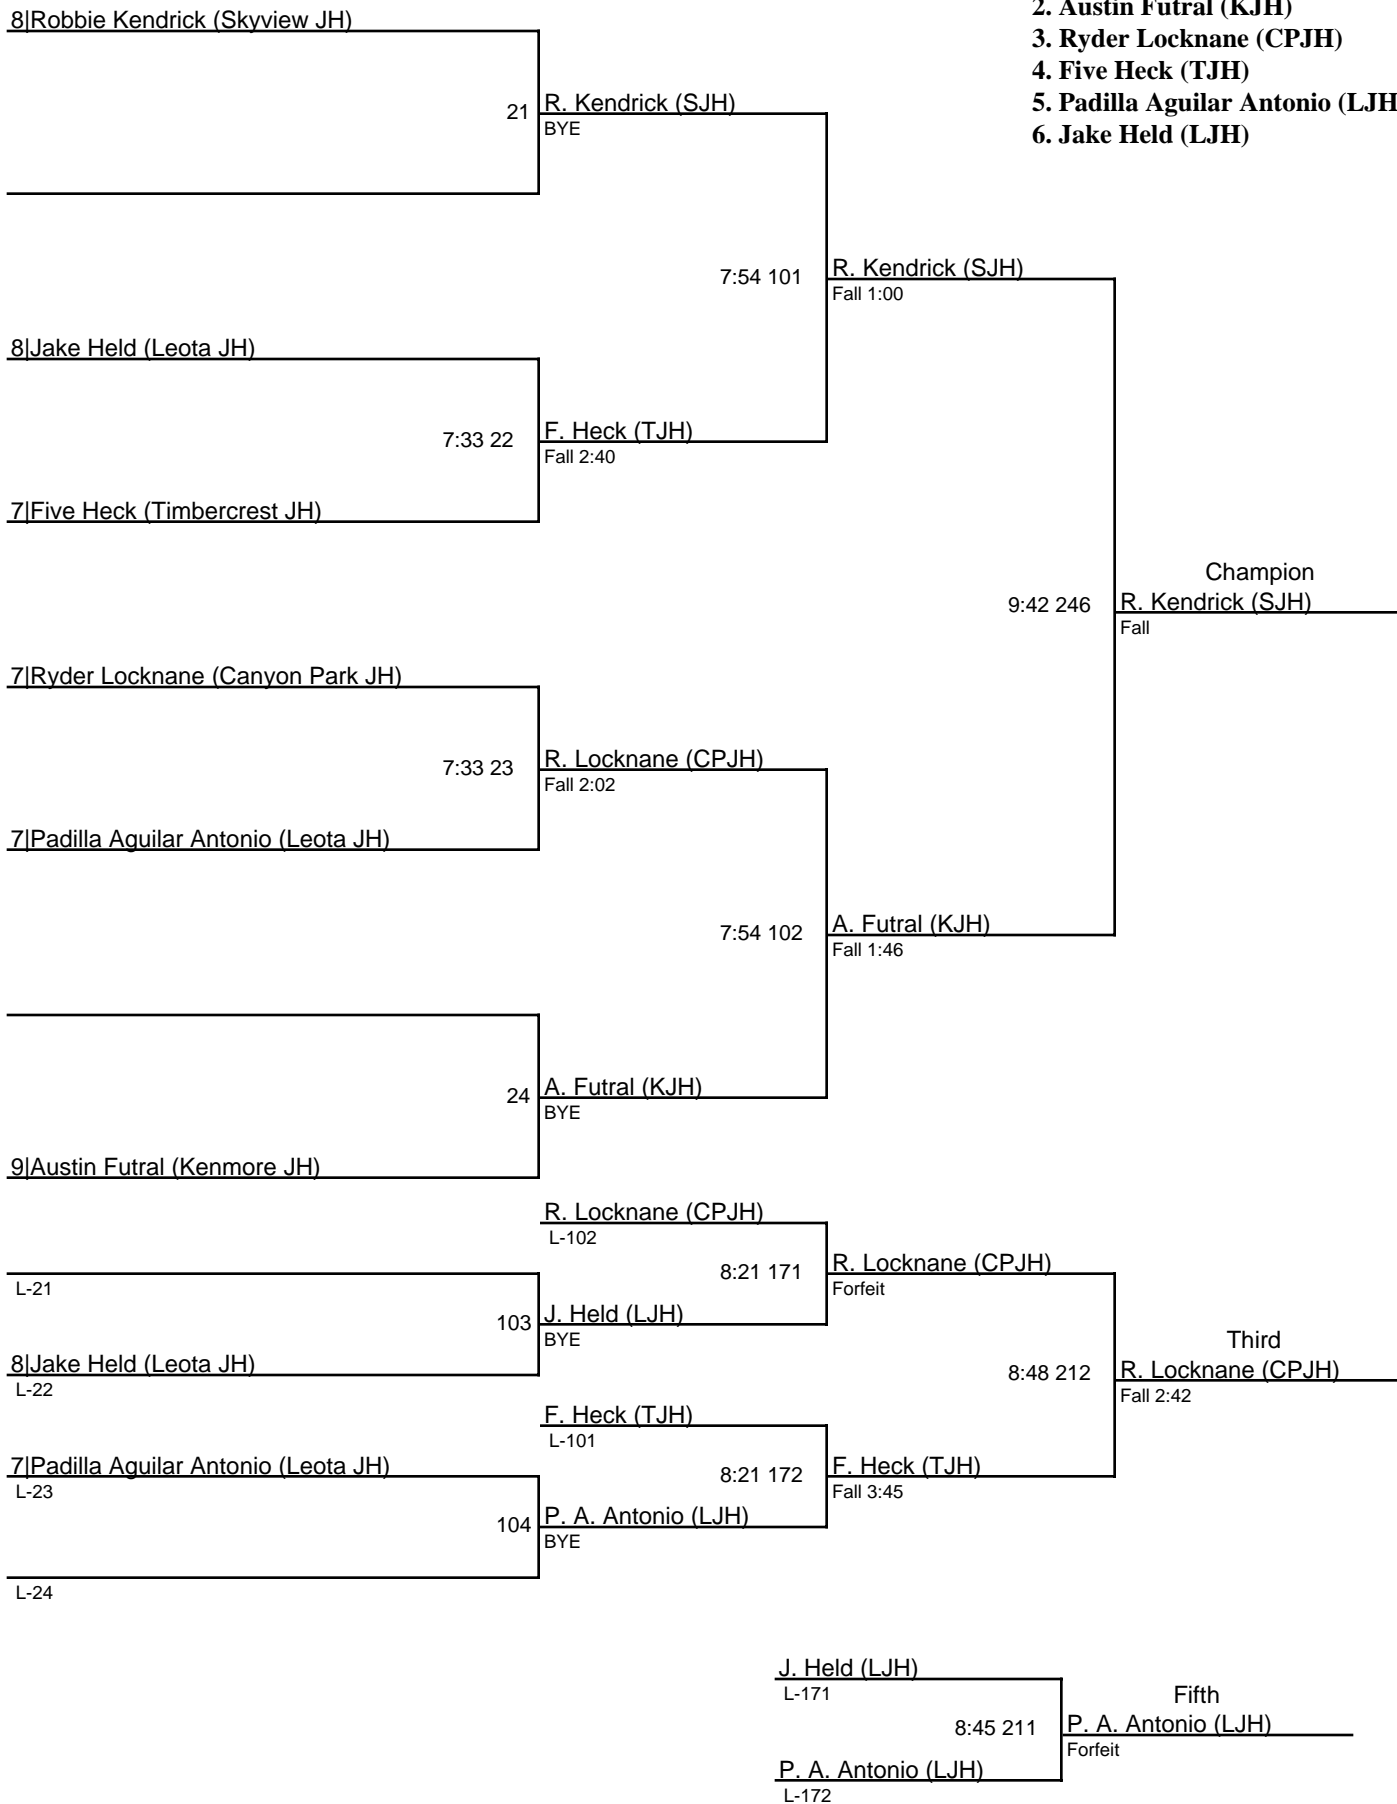 8|Robbie Kendrick (Skyview JH)
2. Austin Futral (KJH)
3. Ryder Locknane (CPJH)
4. Five Heck (TJH)
5. Padilla Aguilar Antonio (LJH
6. Jake Held (LJH)
21
R. Kendrick (SJH)
BYE
7:54 101
R. Kendrick (SJH)
Fall 1:00
8|Jake Held (Leota JH)
7:33 22
F. Heck (TJH)
Fall 2:40
7|Five Heck (Timbercrest JH)
Champion
9:42 246
R. Kendrick (SJH)
Fall
7|Ryder Locknane (Canyon Park JH)
7:33 23
R. Locknane (CPJH)
Fall 2:02
7|Padilla Aguilar Antonio (Leota JH)
7:54 102
A. Futral (KJH)
Fall 1:46
24
A. Futral (KJH)
BYE
9|Austin Futral (Kenmore JH)
R. Locknane (CPJH)
L-102
8:21 171
R. Locknane (CPJH)
Forfeit
L-21
103
J. Held (LJH)
BYE
8|Jake Held (Leota JH)
L-22
Third
8:48 212
R. Locknane (CPJH)
Fall 2:42
F. Heck (TJH)
L-101
7|Padilla Aguilar Antonio (Leota JH)
L-23
8:21 172
F. Heck (TJH)
Fall 3:45
104
P. A. Antonio (LJH)
BYE
L-24
J. Held (LJH)
L-171
Fifth
8:45 211
P. A. Antonio (LJH)
Forfeit
P. A. Antonio (LJH)
L-172